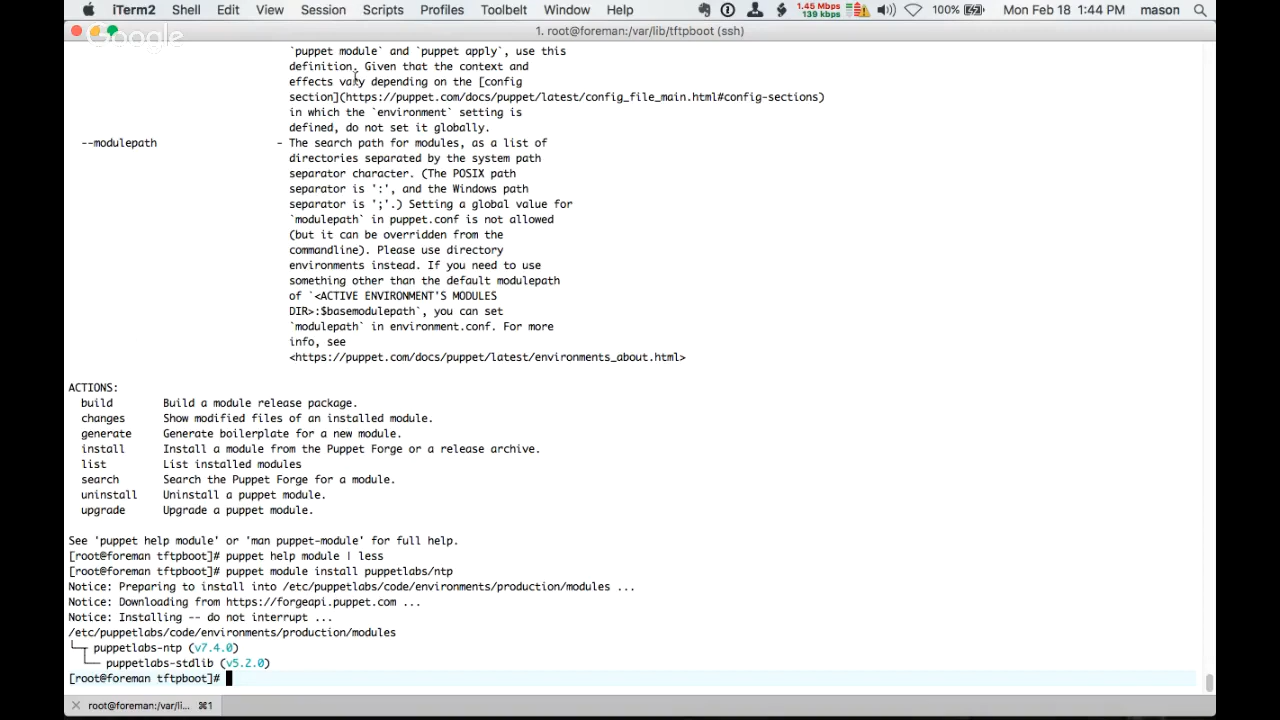 iTerm2 Shell Edit View Session Scripts Profiles Toolbelt Window Help 1.45 Mbps 139 kbps 100% Mon Feb 18 1:44 PM mason
Google
1. root@foreman:/var/lib/tftpboot (ssh)
`puppet module` and `puppet apply`, use this
definition. Given that the context and
effects vary depending on the [config
section](https://puppet.com/docs/puppet/latest/config_file_main.html#config-sections)
in which the `environment` setting is
defined, do not set it globally.
--modulepath - The search path for modules, as a list of
directories separated by the system path
separator character. (The POSIX path
separator is ':', and the Windows path
separator is ';'.) Setting a global value for
`modulepath` in puppet.conf is not allowed
(but it can be overridden from the
commandline). Please use directory
environments instead. If you need to use
something other than the default modulepath
of `<ACTIVE ENVIRONMENT'S MODULES
DIR>:$basemodulepath`, you can set
`modulepath` in environment.conf. For more
info, see
<https://puppet.com/docs/puppet/latest/environments_about.html>
ACTIONS:
build Build a module release package.
changes Show modified files of an installed module.
generate Generate boilerplate for a new module.
install Install a module from the Puppet Forge or a release archive.
list List installed modules
search Search the Puppet Forge for a module.
uninstall Uninstall a puppet module.
upgrade Upgrade a puppet module.
See 'puppet help module' or 'man puppet-module' for full help.
[root@foreman tftpboot]# puppet help module | less
[root@foreman tftpboot]# puppet module install puppetlabs/ntp
Notice: Preparing to install into /etc/puppetlabs/code/environments/production/modules ...
Notice: Downloading from https://forgeapi.puppet.com ...
Notice: Installing -- do not interrupt ...
/etc/puppetlabs/code/environments/production/modules
└─┬ puppetlabs-ntp (v7.4.0)
  └── puppetlabs-stdlib (v5.2.0)
[root@foreman tftpboot]#
root@foreman:/var/li... ⌘1